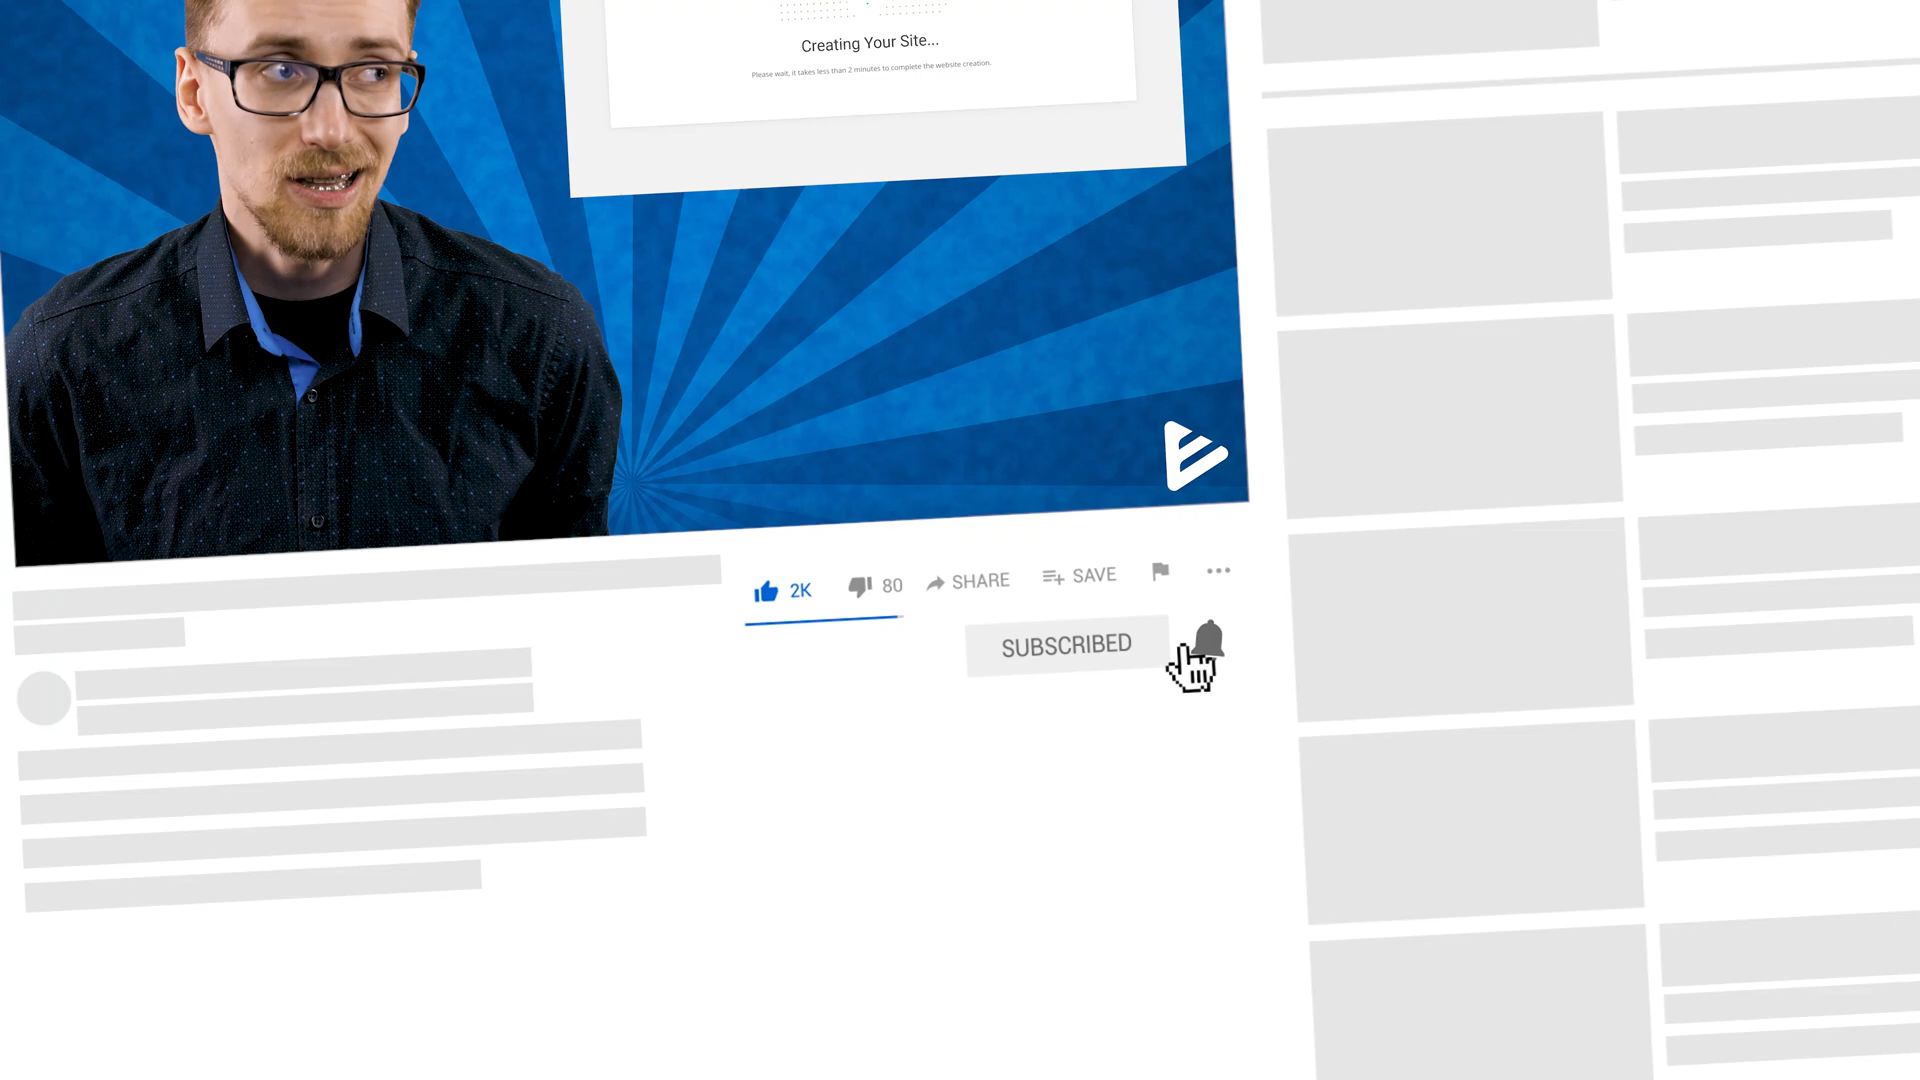 Creating Your Site...
Please wait, it takes less than 2 minutes to complete the website creation.
2K
80
SHARE
SAVE
SUBSCRIBED